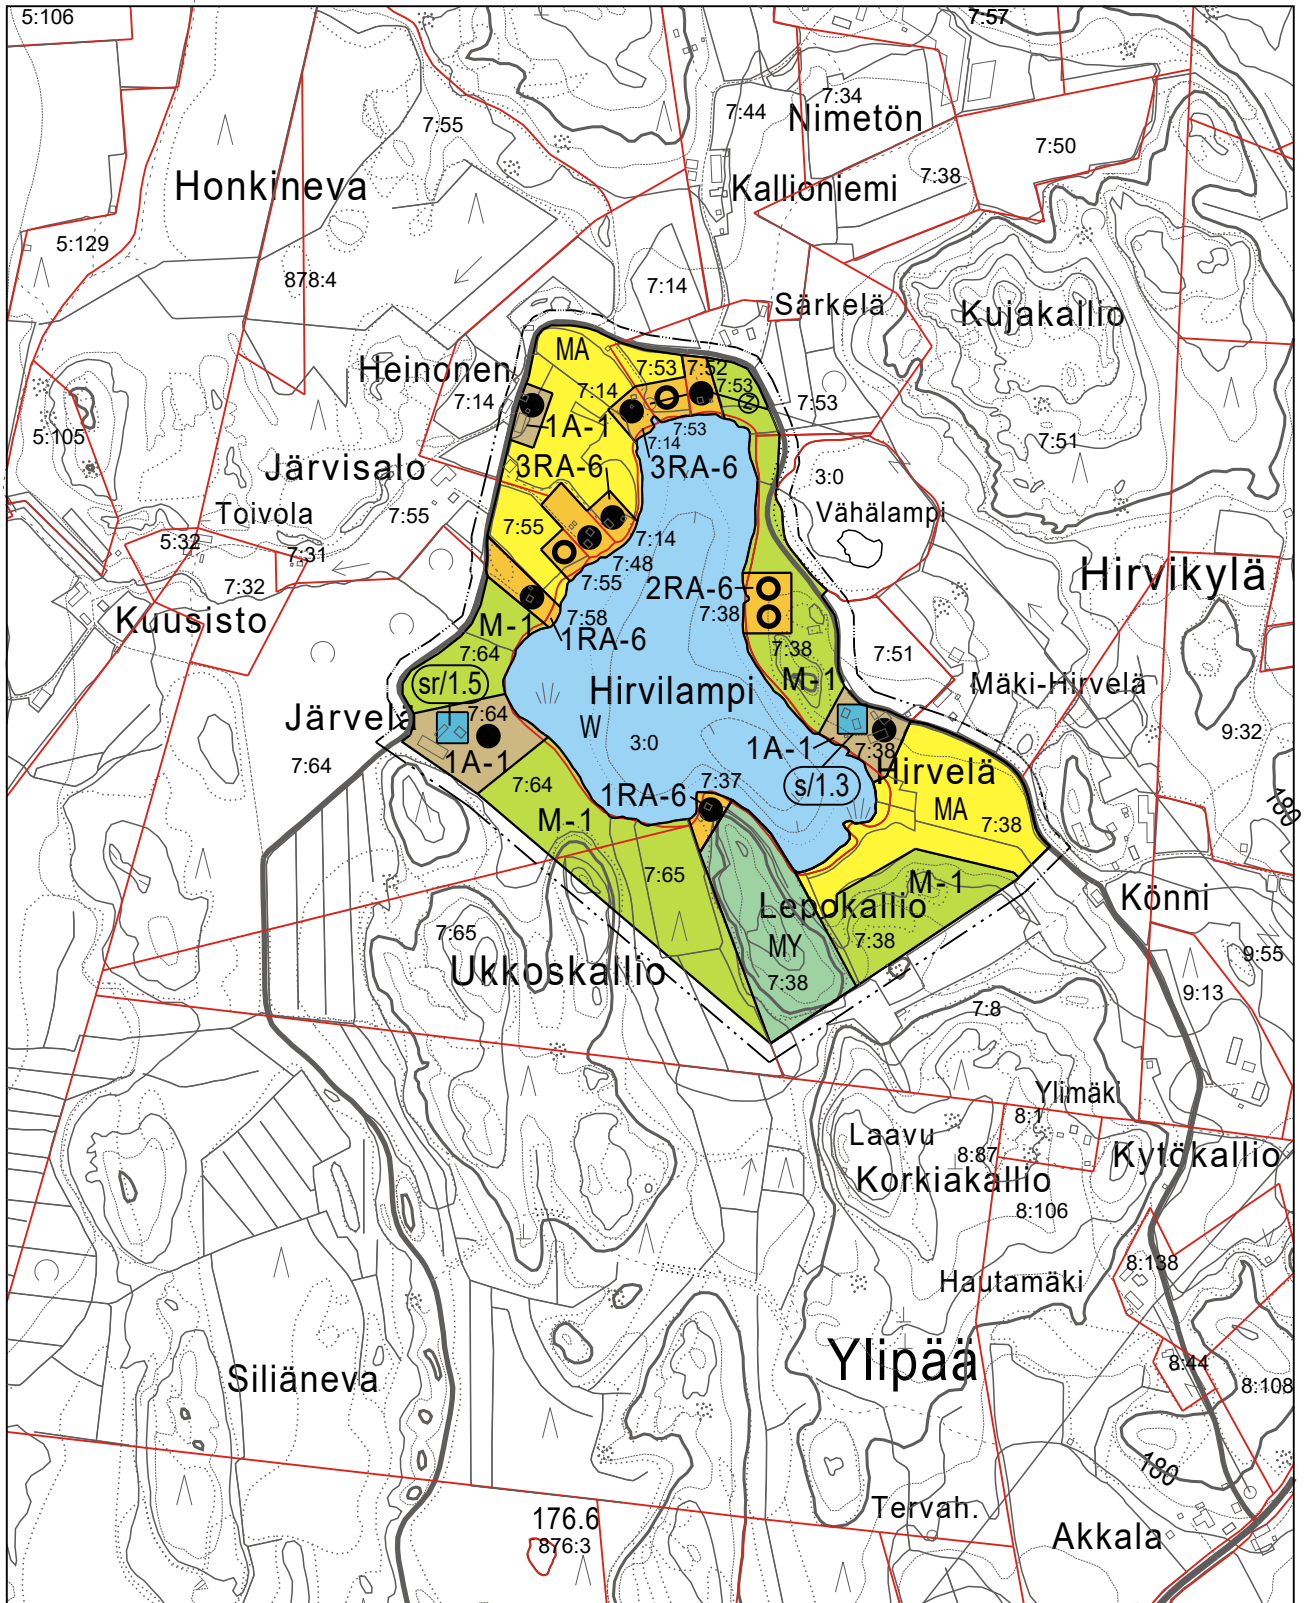 5:106
7:57
7:34
7:44
Nimetön
7:55
7:50
7:38
Honkineva
Kallioniemi
5:129
878:4
7:14
Särkelä
Kujakallio
MA
7:53
7:52
Heinonen
7:14
7:14
7:53
7:53
1A-1
7:53
7:14
5:105
7:51
Järvisalo
3RA-6
3RA-6
3:0
Toivola
7:55
7:55
Vähälampi
5:32
7:14
7:31
7:48
7:32
7:55
2RA-6
Hirvikylä
Kuusisto
7:58
7:38
M-1
1RA-6
7:64
7:38
7:51
sr/1.5
M-1
Mäki-Hirvelä
Hirvilampi
Järvelä
7:64
W
9:32
3:0
1A-1
7:38
7:64
1A-1
Hirvelä
7:64
7:37
s/1.3
1RA-6
MA
180
M-1
7:38
7:65
M-1
Könni
Lepokallio
7:65
7:38
MY
9:55
Ukkoskallio
7:38
9:13
7:8
Ylimäki
8:1
Laavu
8:87
Kytökallio
Korkiakallio
8:106
8:138
Hautamäki
Ylipää
8:44
Siliäneva
8:108
180
Tervah.
176.6
Akkala
876:3